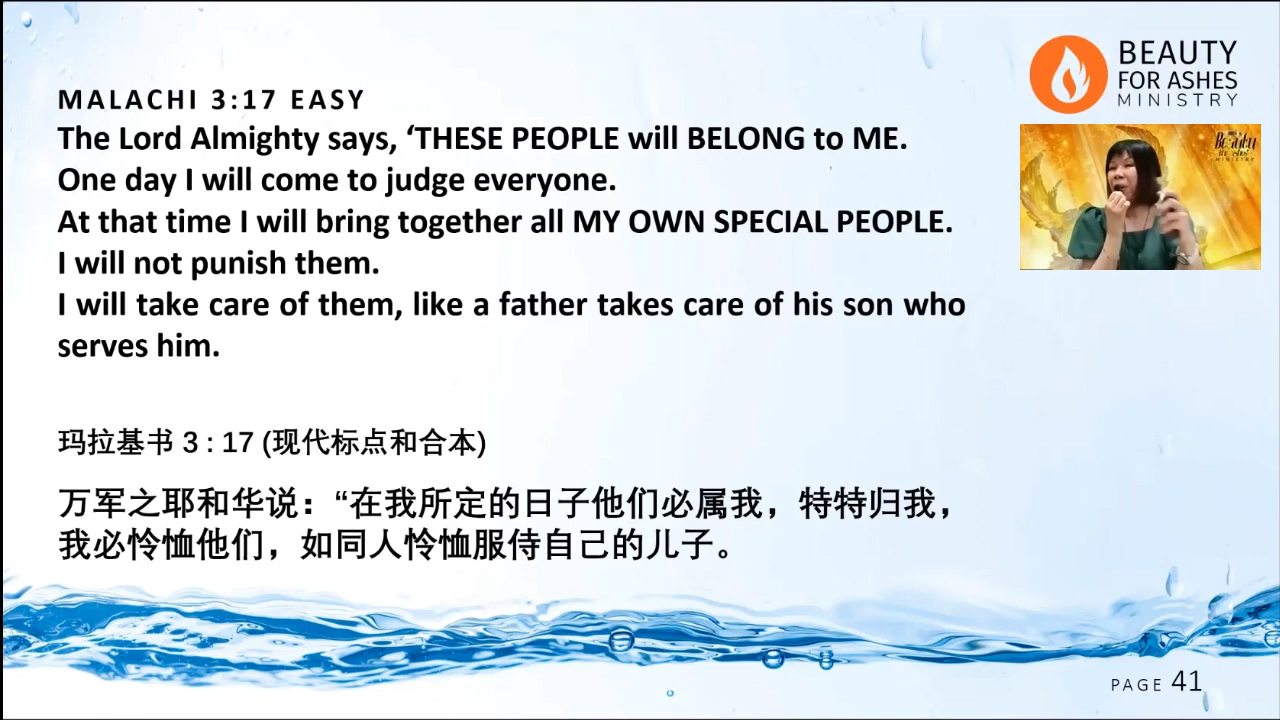 BEAUTY
FOR ASHES
MINISTRY
MALACHI 3:17 EASY
The Lord Almighty says, ‘THESE PEOPLE will BELONG to ME.
One day I will come to judge everyone.
At that time I will bring together all MY OWN SPECIAL PEOPLE.
I will not punish them.
I will take care of them, like a father takes care of his son who
serves him.
玛拉基书 3 : 17 (现代标点和合本)
万军之耶和华说：“在我所定的日子他们必属我，特特归我，
我必怜恤他们，如同人怜恤服侍自己的儿子。
PAGE 41